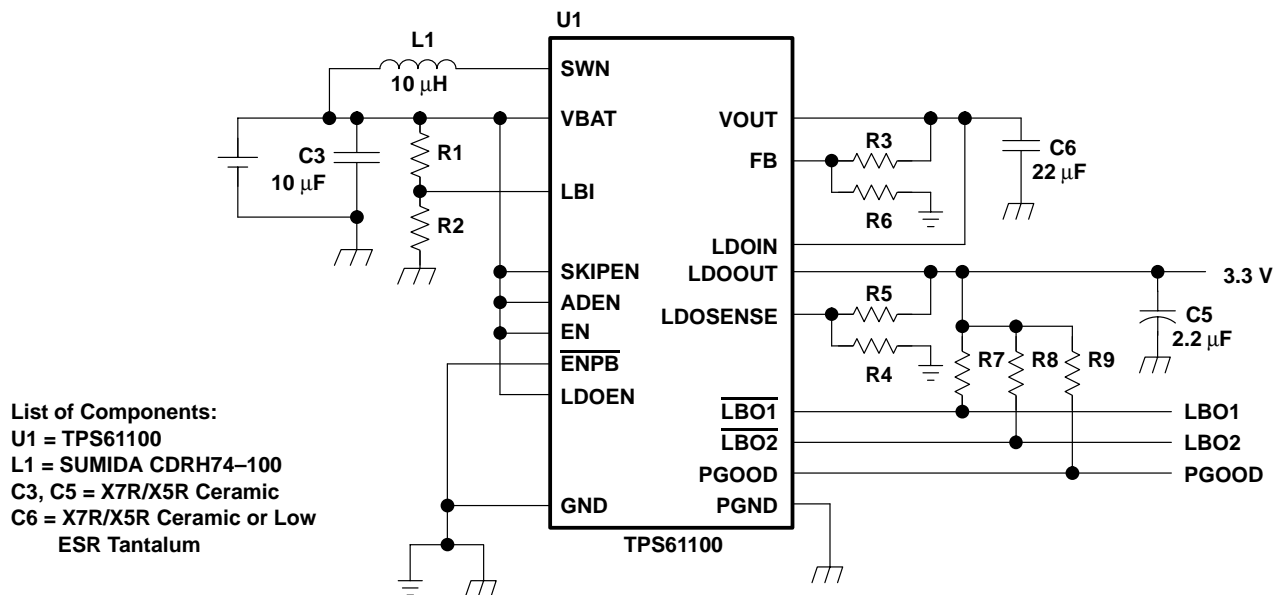 U1
L1
10 μH
SWN
VBAT
VOUT
C3
10 μF
R1
R3
FB
C6
22 μF
LBI
R2
R6
LDOIN
SKIPEN
LDOOUT
3.3 V
ADEN
R5
LDOSENSE
C5
2.2 μF
EN
ENPB
R4
R7
R8
R9
LDOEN
LBO1
LBO1
LBO2
LBO2
PGOOD
PGOOD
GND
PGND
TPS61100
List of Components:
U1 = TPS61100
L1 = SUMIDA CDRH74–100
C3, C5 = X7R/X5R Ceramic
C6 = X7R/X5R Ceramic or Low
ESR Tantalum